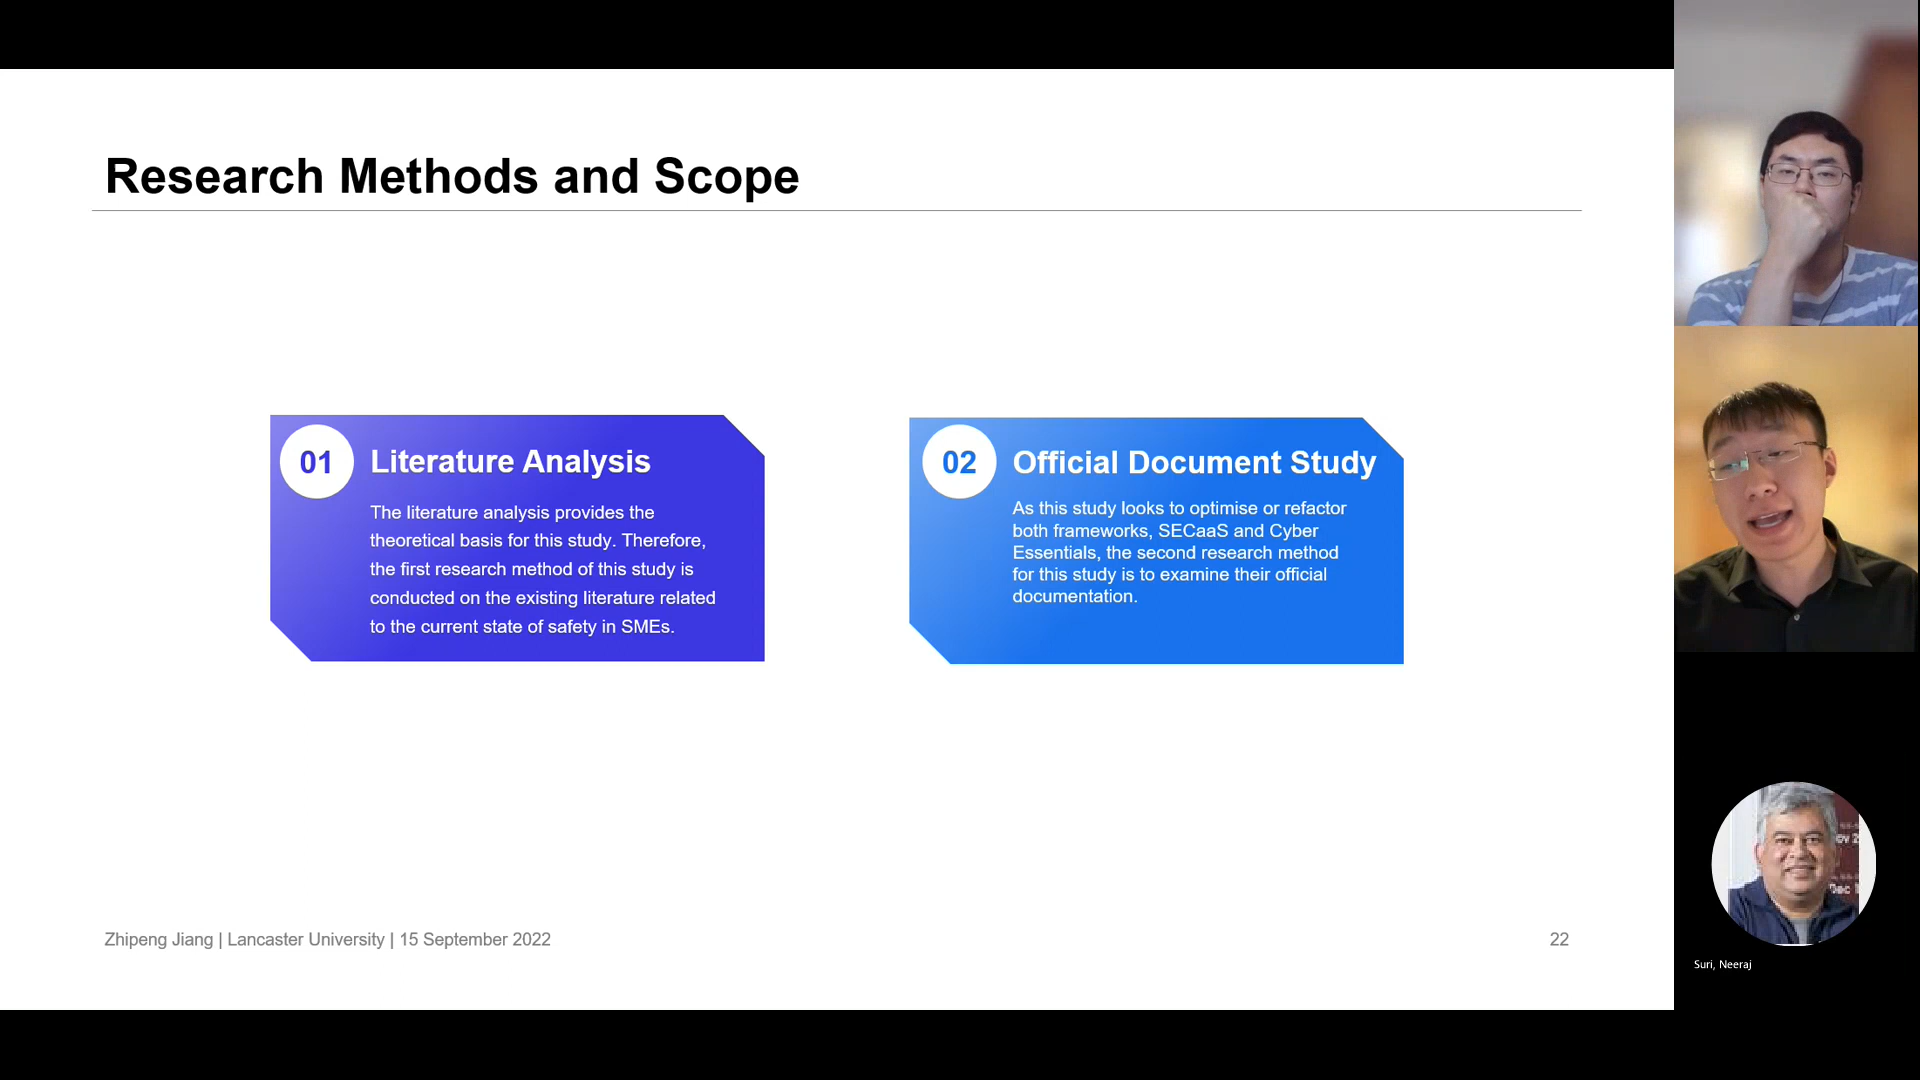 Research Methods and Scope
01
Literature Analysis
The literature analysis provides the
theoretical basis for this study. Therefore,
the first research method of this study is
conducted on the existing literature related
to the current state of safety in SMEs.
02
Official Document Study
As this study looks to optimise or refactor
both frameworks, SECaaS and Cyber
Essentials, the second research method
for this study is to examine their official
documentation.
Zhipeng Jiang | Lancaster University | 15 September 2022
22
Suri, Neeraj